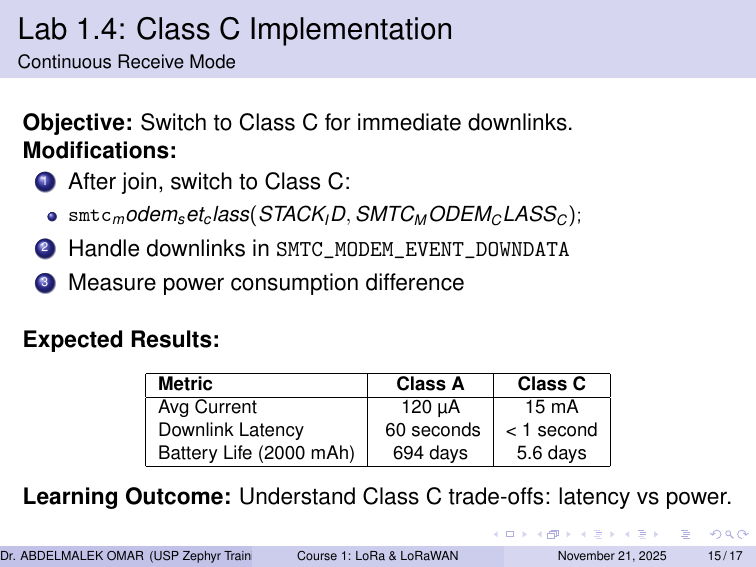 Lab 1.4: Class C Implementation
Continuous Receive Mode
Objective: Switch to Class C for immediate downlinks.
Modifications:
1 After join, switch to Class C:
smtc_modem_set_class(STACK_ID, SMTC_MODEM_CLASS_C);
2 Handle downlinks in SMTC_MODEM_EVENT_DOWNDATA
3 Measure power consumption difference
Expected Results:
Metric Class A Class C
Avg Current 120 µA 15 mA
Downlink Latency 60 seconds < 1 second
Battery Life (2000 mAh) 694 days 5.6 days
Learning Outcome: Understand Class C trade-offs: latency vs power.
Dr. ABDELMALEK OMAR (USP Zephyr Train Course 1: LoRa & LoRaWAN November 21, 2025 15 / 17